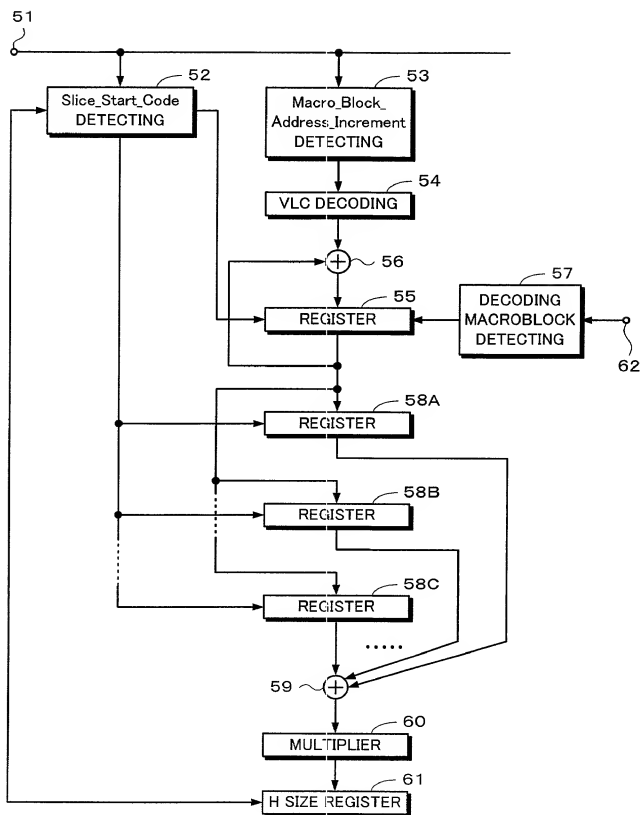 51
52
Slice_Start_Code
DETECTING
53
Macro_Block_
Address_Increment
DETECTING
54
VLC DECODING
56
55
REGISTER
57
DECODING
MACROBLOCK
DETECTING
62
58A
REGISTER
58B
REGISTER
58C
REGISTER
.....
59
60
MULTIPLIER
61
H SIZE REGISTER